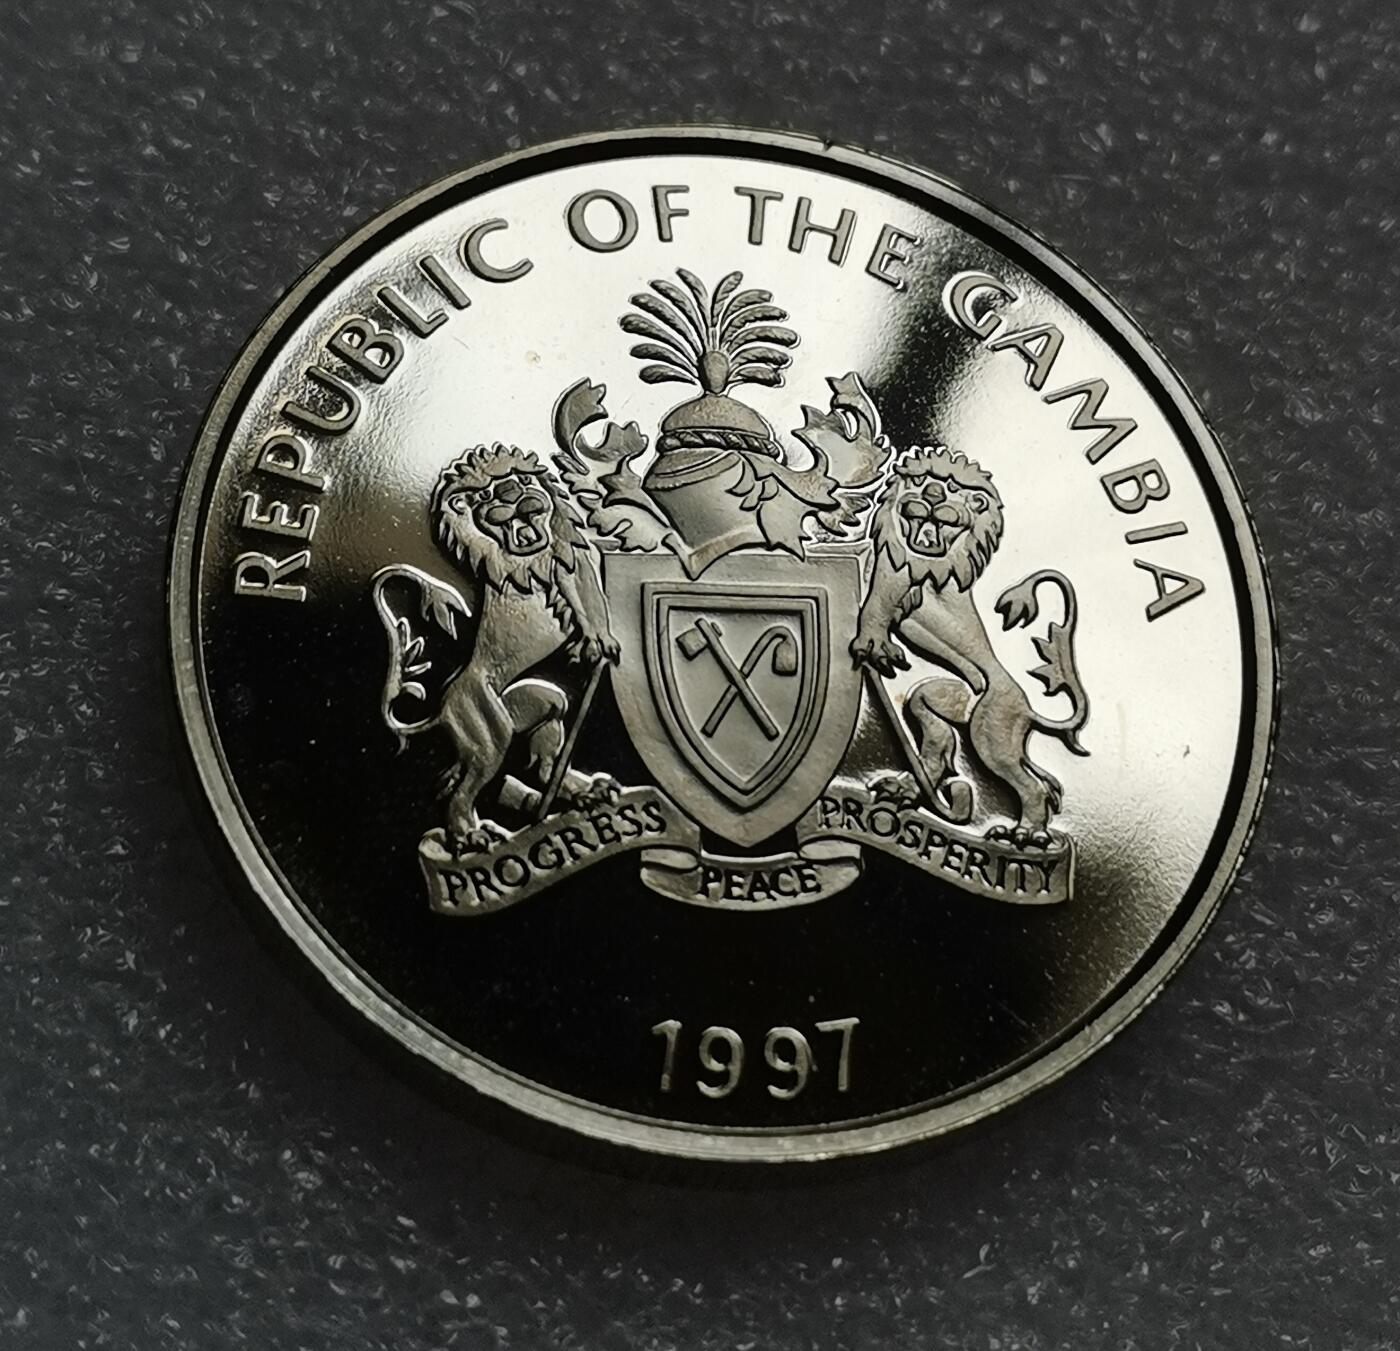 REPUBLIC OF THE GAMBIA
PROGRESS PEACE PROSPERITY
1997